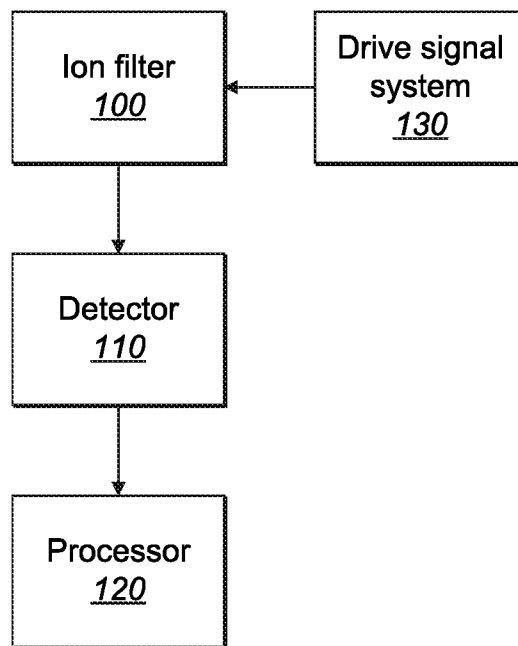 Ion filter
100
Drive signal
system
130
Detector
110
Processor
120